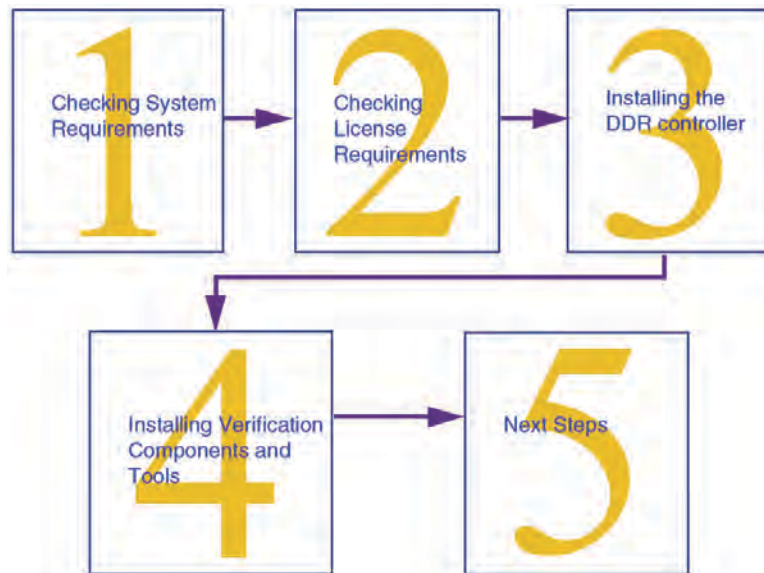 1
Checking System
Requirements
2
Checking
License
Requirements
3
Installing the
DDR controller
4
Installing Verification
Components and
Tools
5
Next Steps